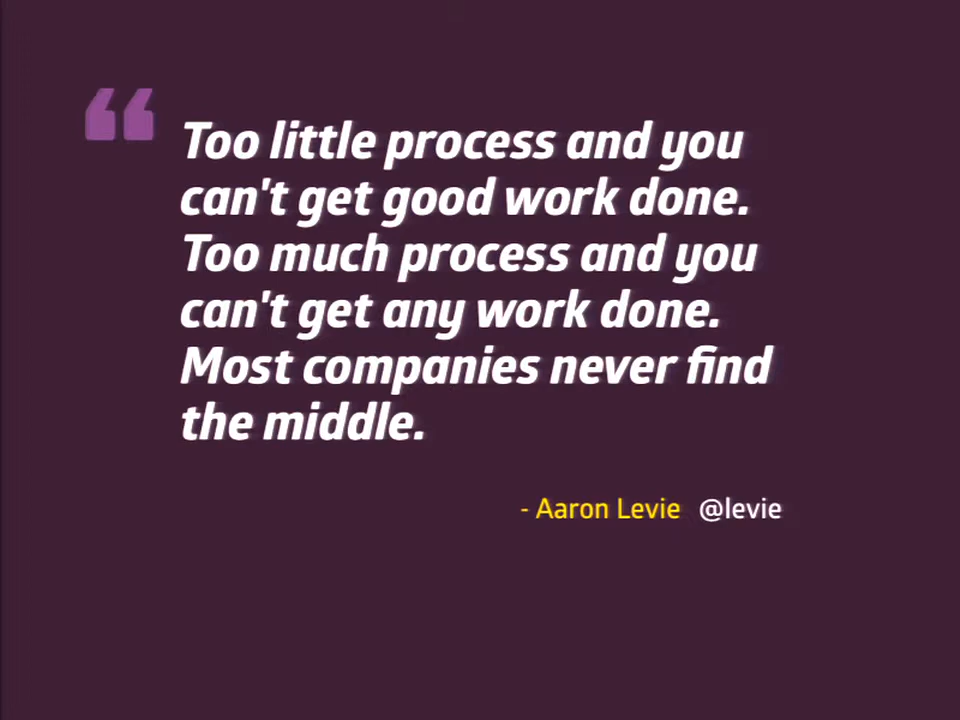 “
Too little process and you
can't get good work done.
Too much process and you
can't get any work done.
Most companies never find
the middle.
- Aaron Levie @levie